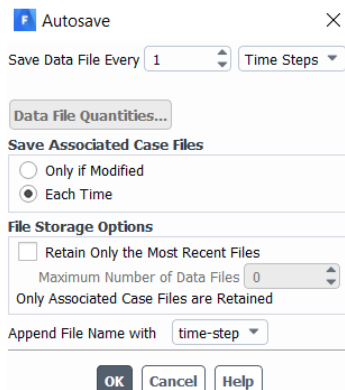 F Autosave
Save Data File Every 1 Time Steps
Data File Quantities...
Save Associated Case Files
Only if Modified
Each Time
File Storage Options
Retain Only the Most Recent Files
Maximum Number of Data Files 0
Only Associated Case Files are Retained
Append File Name with time-step
OK Cancel Help